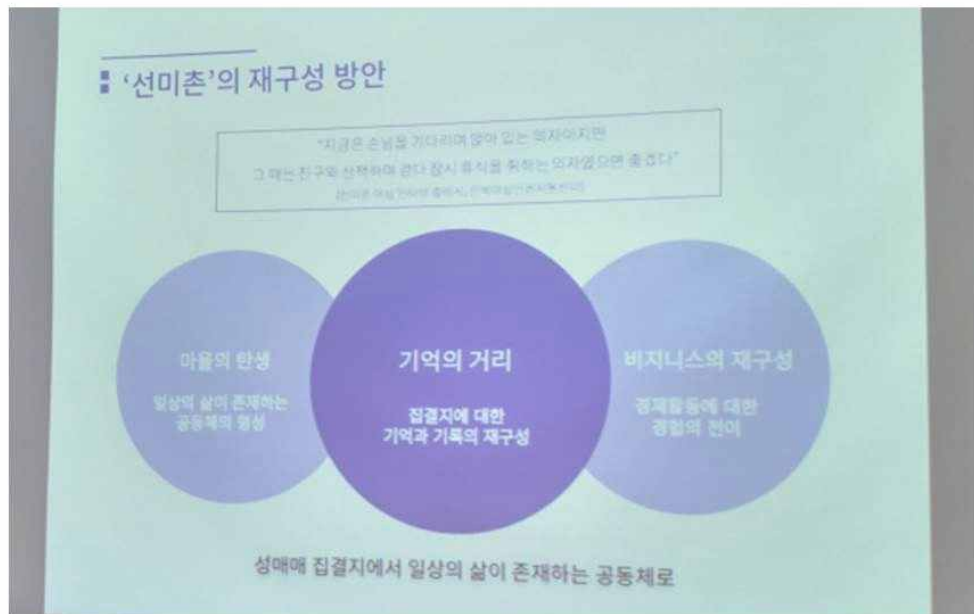 ‘선미촌’의 재구성 방안
“지금은 손님을 기다리며 앉아 있는 의자이지만
그 때는 친구와 산책하며 걷다 잠시 휴식을 취하는 의자였으면 좋겠다”
마을의 탄생
일상의 삶이 존재하는
공동체의 형성
기억의 거리
집결지에 대한
기억과 기록의 재구성
비지니스의 재구성
경제활동에 대한
경험의 전이
성매매 집결지에서 일상의 삶이 존재하는 공동체로